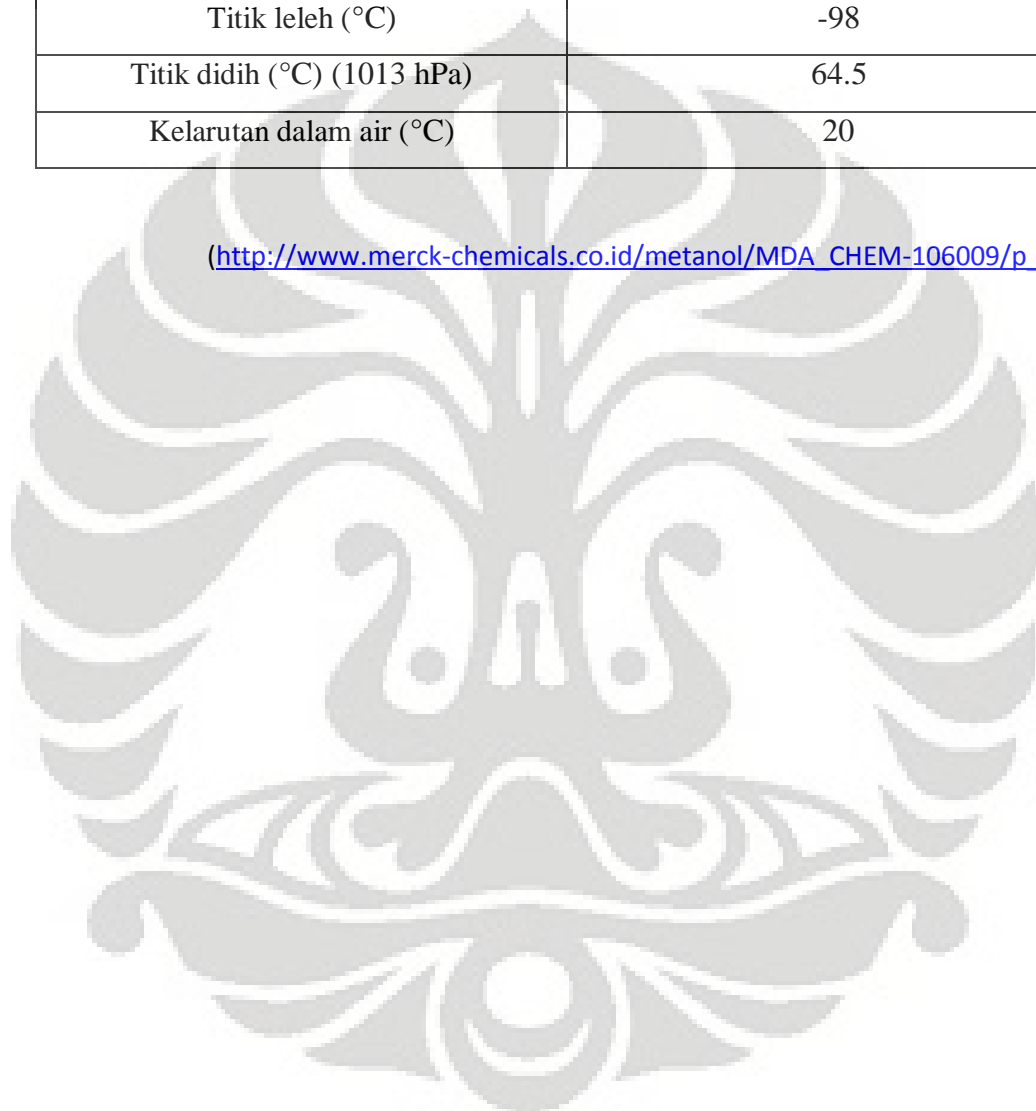 Titik leleh (°C) -98
Titik didih (°C) (1013 hPa) 64.5
Kelarutan dalam air (°C) 20
(http://www.merck-chemicals.co.id/metanol/MDA_CHEM-106009/p_